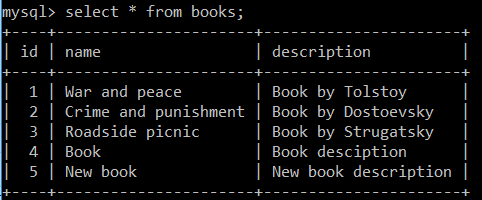 mysql> select * from books;
+----+-----------------------+-------------------------+
| id | name                  | description             |
+----+-----------------------+-------------------------+
|  1 | War and peace         | Book by Tolstoy         |
|  2 | Crime and punishment  | Book by Dostoevsky      |
|  3 | Roadside picnic       | Book by Strugatsky      |
|  4 | Book                  | Book desciption         |
|  5 | New book              | New book description    |
+----+-----------------------+-------------------------+